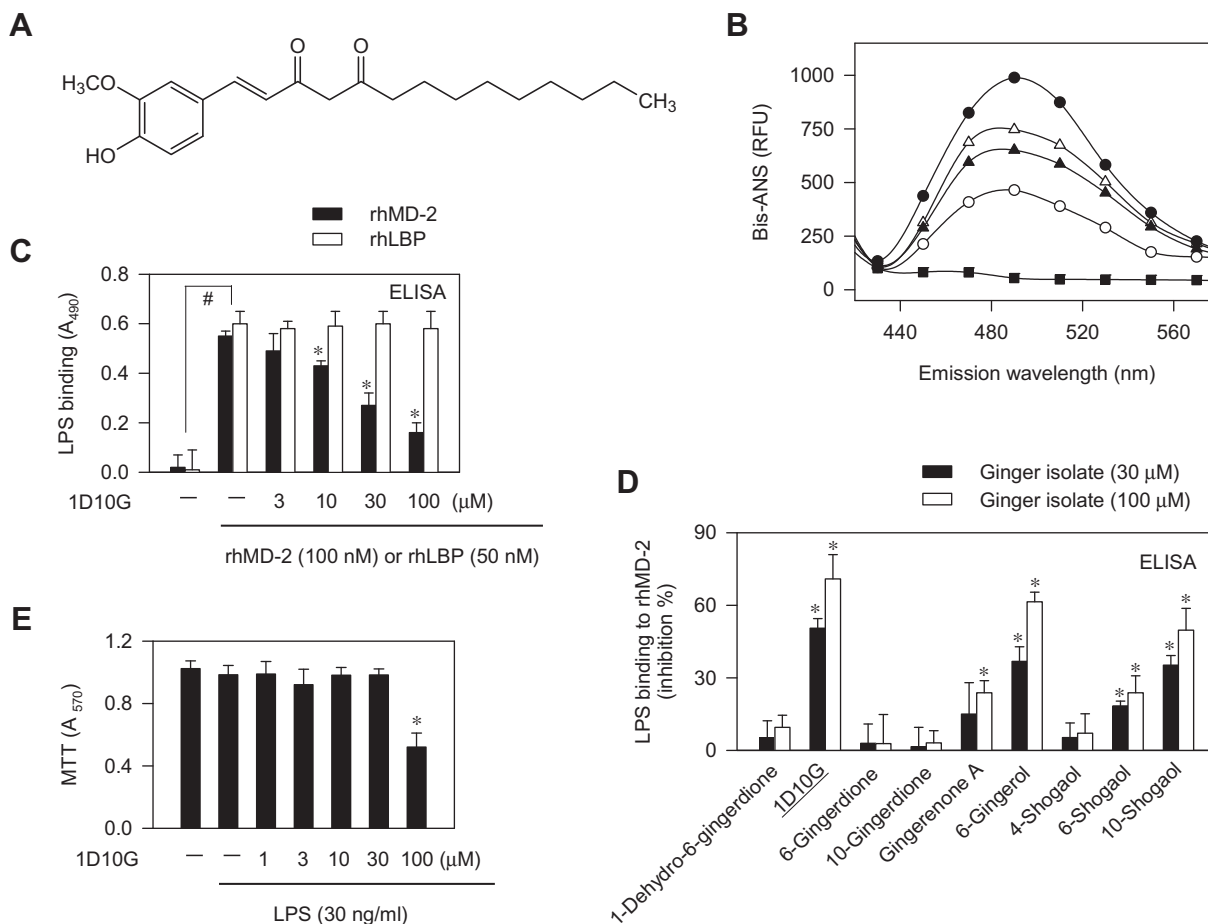 A
O O
H₃CO
CH₃
HO
B
1000
750
500
250
0
Bis-ANS (RFU)
440 480 520 560
Emission wavelength (nm)
rhMD-2
rhLBP
C
ELISA
#
0.8
0.6
0.4
0.2
0.0
LPS binding (A₄₉₀)
* * *
1D10G — — 3 10 30 100 (μM)
rhMD-2 (100 nM) or rhLBP (50 nM)
D
Ginger isolate (30 μM)
Ginger isolate (100 μM)
ELISA
90
60
30
0
LPS binding to rhMD-2
(inhibition %)
* * * * * * * * *
1-Dehydro-6-gingerdione
1D10G
6-Gingerdione
10-Gingerdione
Gingerenone A
6-Gingerol
4-Shogaol
6-Shogaol
10-Shogaol
E
1.2
0.8
0.4
0.0
MTT (A ₅₇₀)
*
1D10G — — 1 3 10 30 100 (μM)
LPS (30 ng/ml)